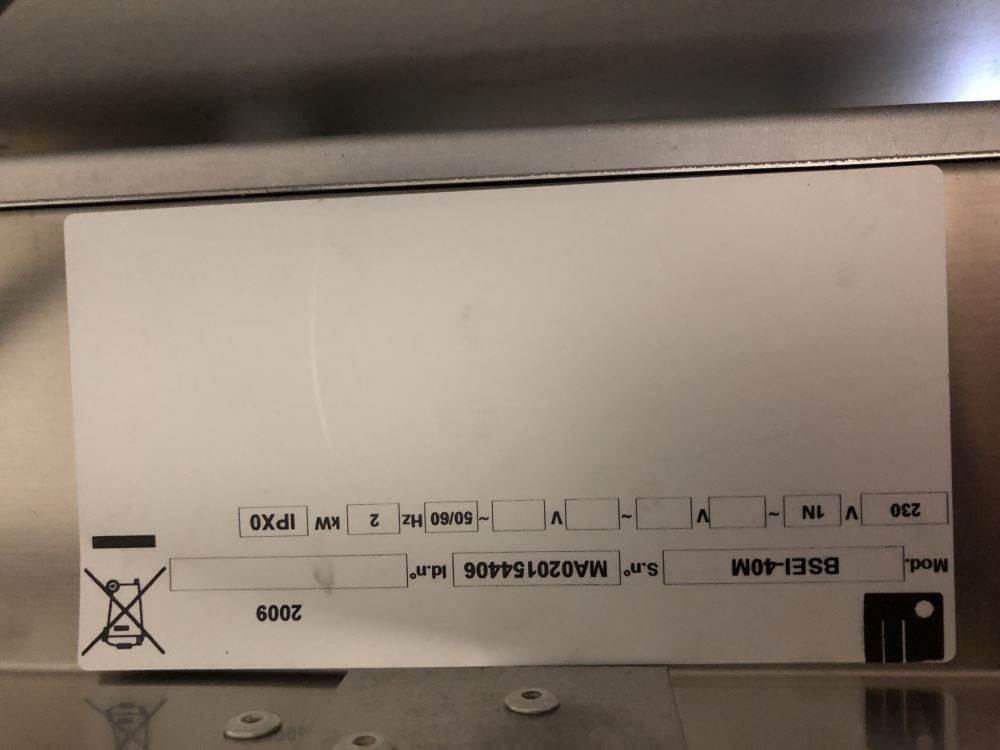 2009
Mod. BSEI-40M S.n° MA020154406 Id.n°
230 V 1N ~ V ~ V ~ 50/60 Hz 2 kW IPX0